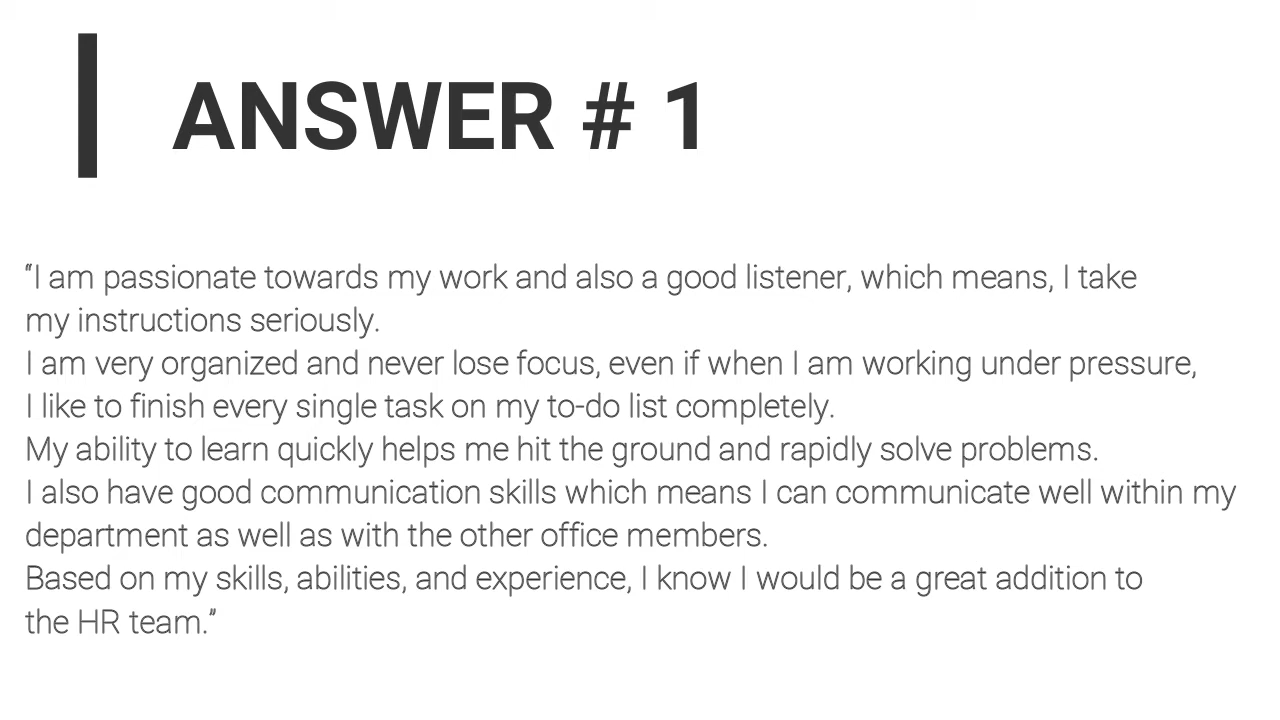 ANSWER # 1
“I am passionate towards my work and also a good listener, which means, I take
my instructions seriously.
I am very organized and never lose focus, even if when I am working under pressure,
I like to finish every single task on my to-do list completely.
My ability to learn quickly helps me hit the ground and rapidly solve problems.
I also have good communication skills which means I can communicate well within my
department as well as with the other office members.
Based on my skills, abilities, and experience, I know I would be a great addition to
the HR team.”